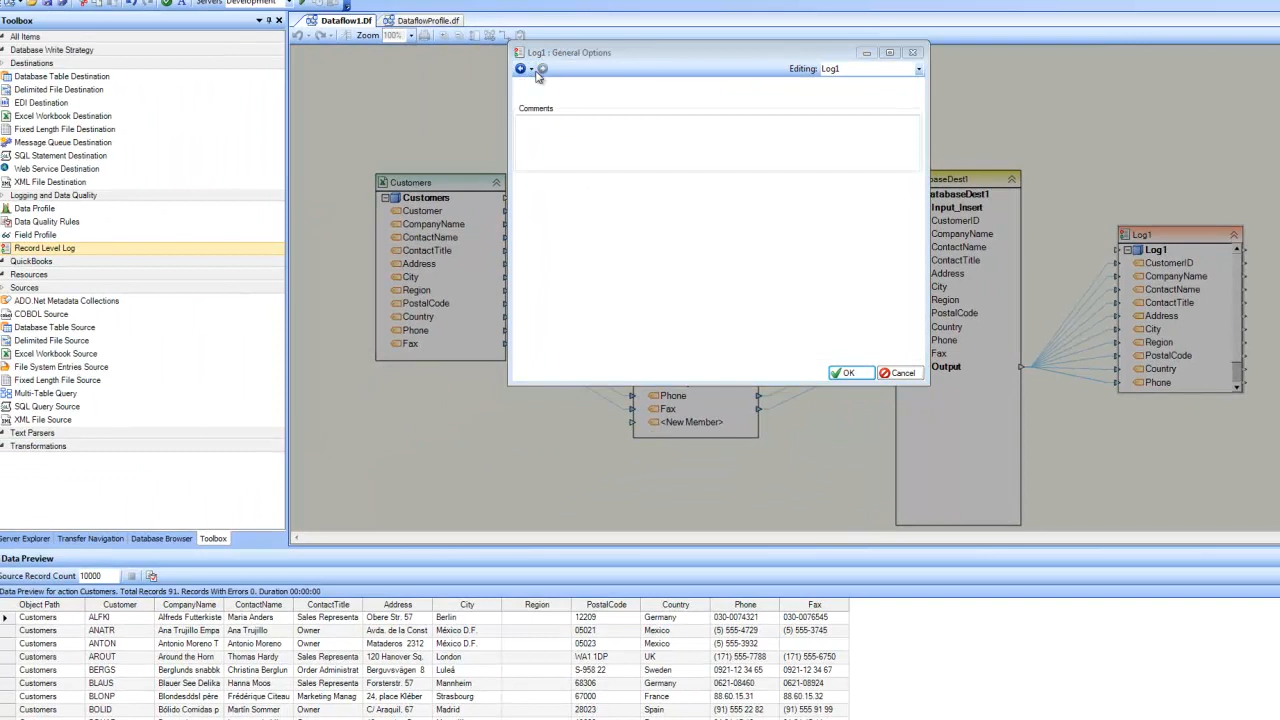 Servers Development
Toolbox
All Items
Database Write Strategy
Destinations
Database Table Destination
Delimited File Destination
EDI Destination
Excel Workbook Destination
Fixed Length File Destination
Message Queue Destination
SQL Statement Destination
Web Service Destination
XML File Destination
Logging and Data Quality
Data Profile
Data Quality Rules
Field Profile
Record Level Log
QuickBooks
Resources
Sources
ADO.Net Metadata Collections
COBOL Source
Database Table Source
Delimited File Source
Excel Workbook Source
File System Entries Source
Fixed Length File Source
Multi-Table Query
SQL Query Source
XML File Source
Text Parsers
Transformations
Server Explorer Transfer Navigation Database Browser Toolbox
Dataflow1.Df DataflowProfile.df
Zoom 100%
Customers
Customers
Customer
CompanyName
ContactName
ContactTitle
Address
City
Region
PostalCode
Country
Phone
Fax
Log1 : General Options
Editing: Log1
Comments
OK Cancel
Phone
Fax
<New Member>
baseDest1
atabaseDest1
Input_Insert
CustomerID
CompanyName
ContactName
ContactTitle
Address
City
Region
PostalCode
Country
Phone
Fax
Output
Log1
Log1
CustomerID
CompanyName
ContactName
ContactTitle
Address
City
Region
PostalCode
Country
Phone
Data Preview
Source Record Count 10000
Data Preview for action Customers. Total Records 91. Records With Errors 0. Duration 00:00:00
Object Path Customer CompanyName ContactName ContactTitle Address City Region PostalCode Country Phone Fax
Customers ALFKI Alfreds Futterkiste Maria Anders Sales Representa Obere Str. 57 Berlin 12209 Germany 030-0074321 030-0076545
Customers ANATR Ana Trujillo Empa Ana Trujillo Owner Avda. de la Const México D.F. 05021 Mexico (5) 555-4729 (5) 555-3745
Customers ANTON Antonio Moreno T Antonio Moreno Owner Mataderos 2312 México D.F. 05023 Mexico (5) 555-3932
Customers AROUT Around the Horn Thomas Hardy Sales Representa 120 Hanover Sq. London WA1 1DP UK (171) 555-7788 (171) 555-6750
Customers BERGS Berglunds snabbk Christina Berglun Order Administrat Berguvsvägen 8 Luleå S-958 22 Sweden 0921-12 34 65 0921-12 34 67
Customers BLAUS Blauer See Delika Hanna Moos Sales Representa Forsterstr. 57 Mannheim 68306 Germany 0621-08460 0621-08924
Customers BLONP Blondesddsl père Frédérique Citeau Marketing Manag 24, place Kléber Strasbourg 67000 France 88.60.15.31 88.60.15.32
Customers BOLID Bólido Comidas p Martín Sommer Owner C/ Araquil, 67 Madrid 28023 Spain (91) 555 22 82 (91) 555 91 99